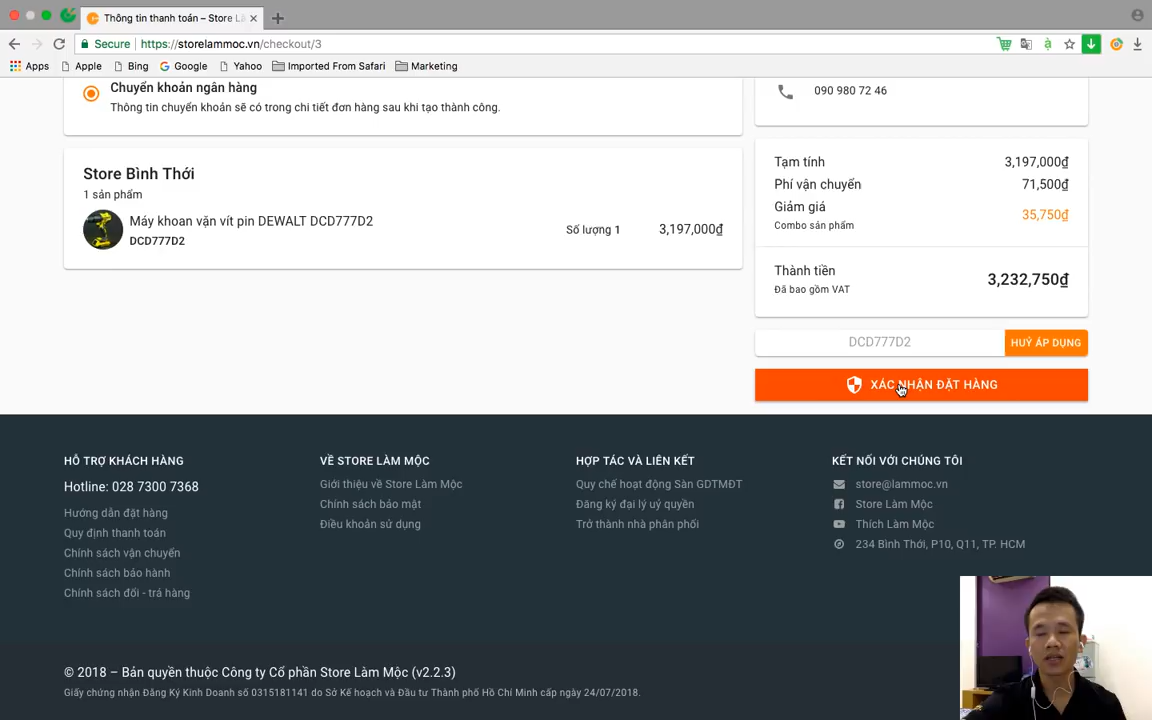 Thông tin thanh toán – Store Là
Secure
https://storelammoc.vn/checkout/3
Apps
Apple
Bing
Google
Yahoo
Imported From Safari
Marketing
Chuyển khoản ngân hàng
Thông tin chuyển khoản sẽ có trong chi tiết đơn hàng sau khi tạo thành công.
090 980 72 46
Store Bình Thới
1 sản phẩm
Máy khoan vặn vít pin DEWALT DCD777D2
DCD777D2
Số lượng 1
3,197,000₫
Tạm tính
3,197,000₫
Phí vận chuyển
71,500₫
Giảm giá
35,750₫
Combo sản phẩm
Thành tiền
3,232,750₫
Đã bao gồm VAT
DCD777D2
HUỶ ÁP DỤNG
XÁC NHẬN ĐẶT HÀNG
HỖ TRỢ KHÁCH HÀNG
Hotline: 028 7300 7368
Hướng dẫn đặt hàng
Quy định thanh toán
Chính sách vận chuyển
Chính sách bảo hành
Chính sách đổi - trả hàng
VỀ STORE LÀM MỘC
Giới thiệu về Store Làm Mộc
Chính sách bảo mật
Điều khoản sử dụng
HỢP TÁC VÀ LIÊN KẾT
Quy chế hoạt động Sàn GDTMĐT
Đăng ký đại lý uỷ quyền
Trở thành nhà phân phối
KẾT NỐI VỚI CHÚNG TÔI
store@lammoc.vn
Store Làm Mộc
Thích Làm Mộc
234 Bình Thới, P10, Q11, TP. HCM
© 2018 – Bản quyền thuộc Công ty Cổ phần Store Làm Mộc (v2.2.3)
Giấy chứng nhận Đăng Ký Kinh Doanh số 0315181141 do Sở Kế hoạch và Đầu tư Thành phố Hồ Chí Minh cấp ngày 24/07/2018.